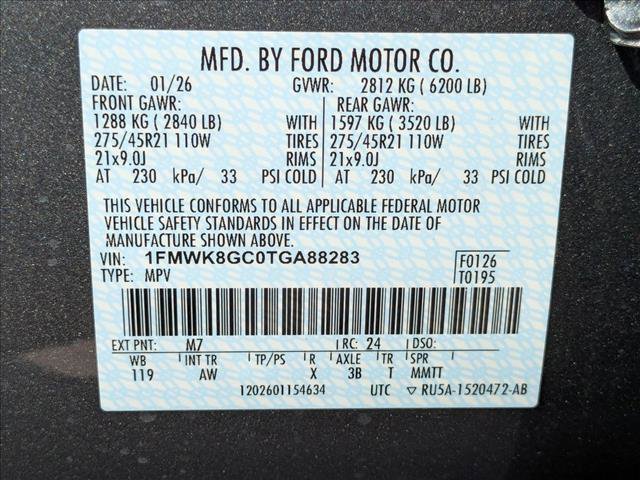 MFD. BY FORD MOTOR CO.
DATE: 01/26 GVWR: 2812 KG ( 6200 LB)
FRONT GAWR: REAR GAWR:
1288 KG ( 2840 LB) WITH 1597 KG ( 3520 LB) WITH
275/45R21 110W TIRES 275/45R21 110W TIRES
21x9.0J RIMS 21x9.0J RIMS
AT 230 kPa/ 33 PSI COLD AT 230 kPa/ 33 PSI COLD
THIS VEHICLE CONFORMS TO ALL APPLICABLE FEDERAL MOTOR
VEHICLE SAFETY STANDARDS IN EFFECT ON THE DATE OF
MANUFACTURE SHOWN ABOVE.
VIN: 1FMWK8GC0TGA88283 F0126
TYPE: MPV T0195
EXT PNT: M7 RC: 24 DSO:
WB INT TR TP/PS R AXLE TR SPR
119 AW X 3B T MMTT
1202601154634 UTC ▽ RU5A-1520472-AB